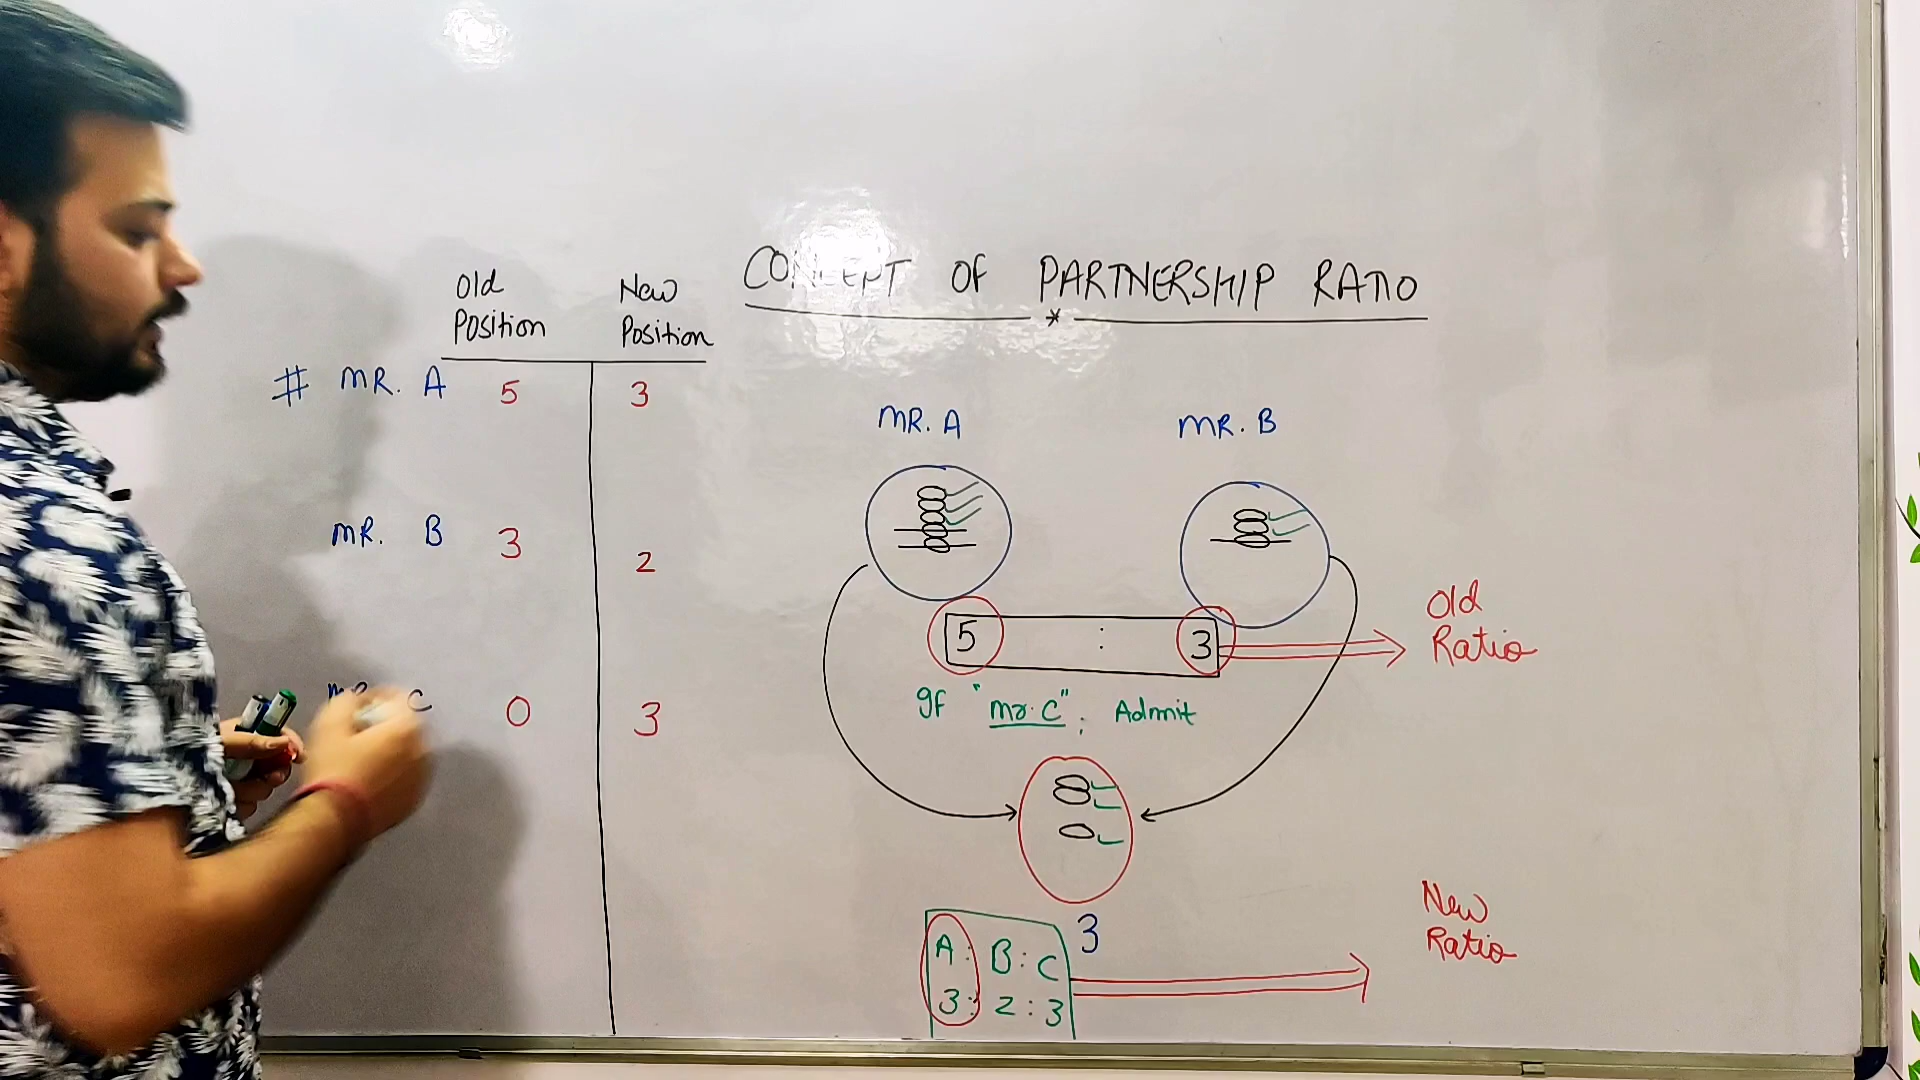 CONCEPT OF PARTNERSHIP RATIO
*
Old Position
New Position
# MR. A 5 3
MR. B 3 2
MR. C 0 3
MR. A
MR. B
5 : 3
Old
Ratio
gf "Mr. C"; Admit
3
A : B : C
3 : 2 : 3
New
Ratio